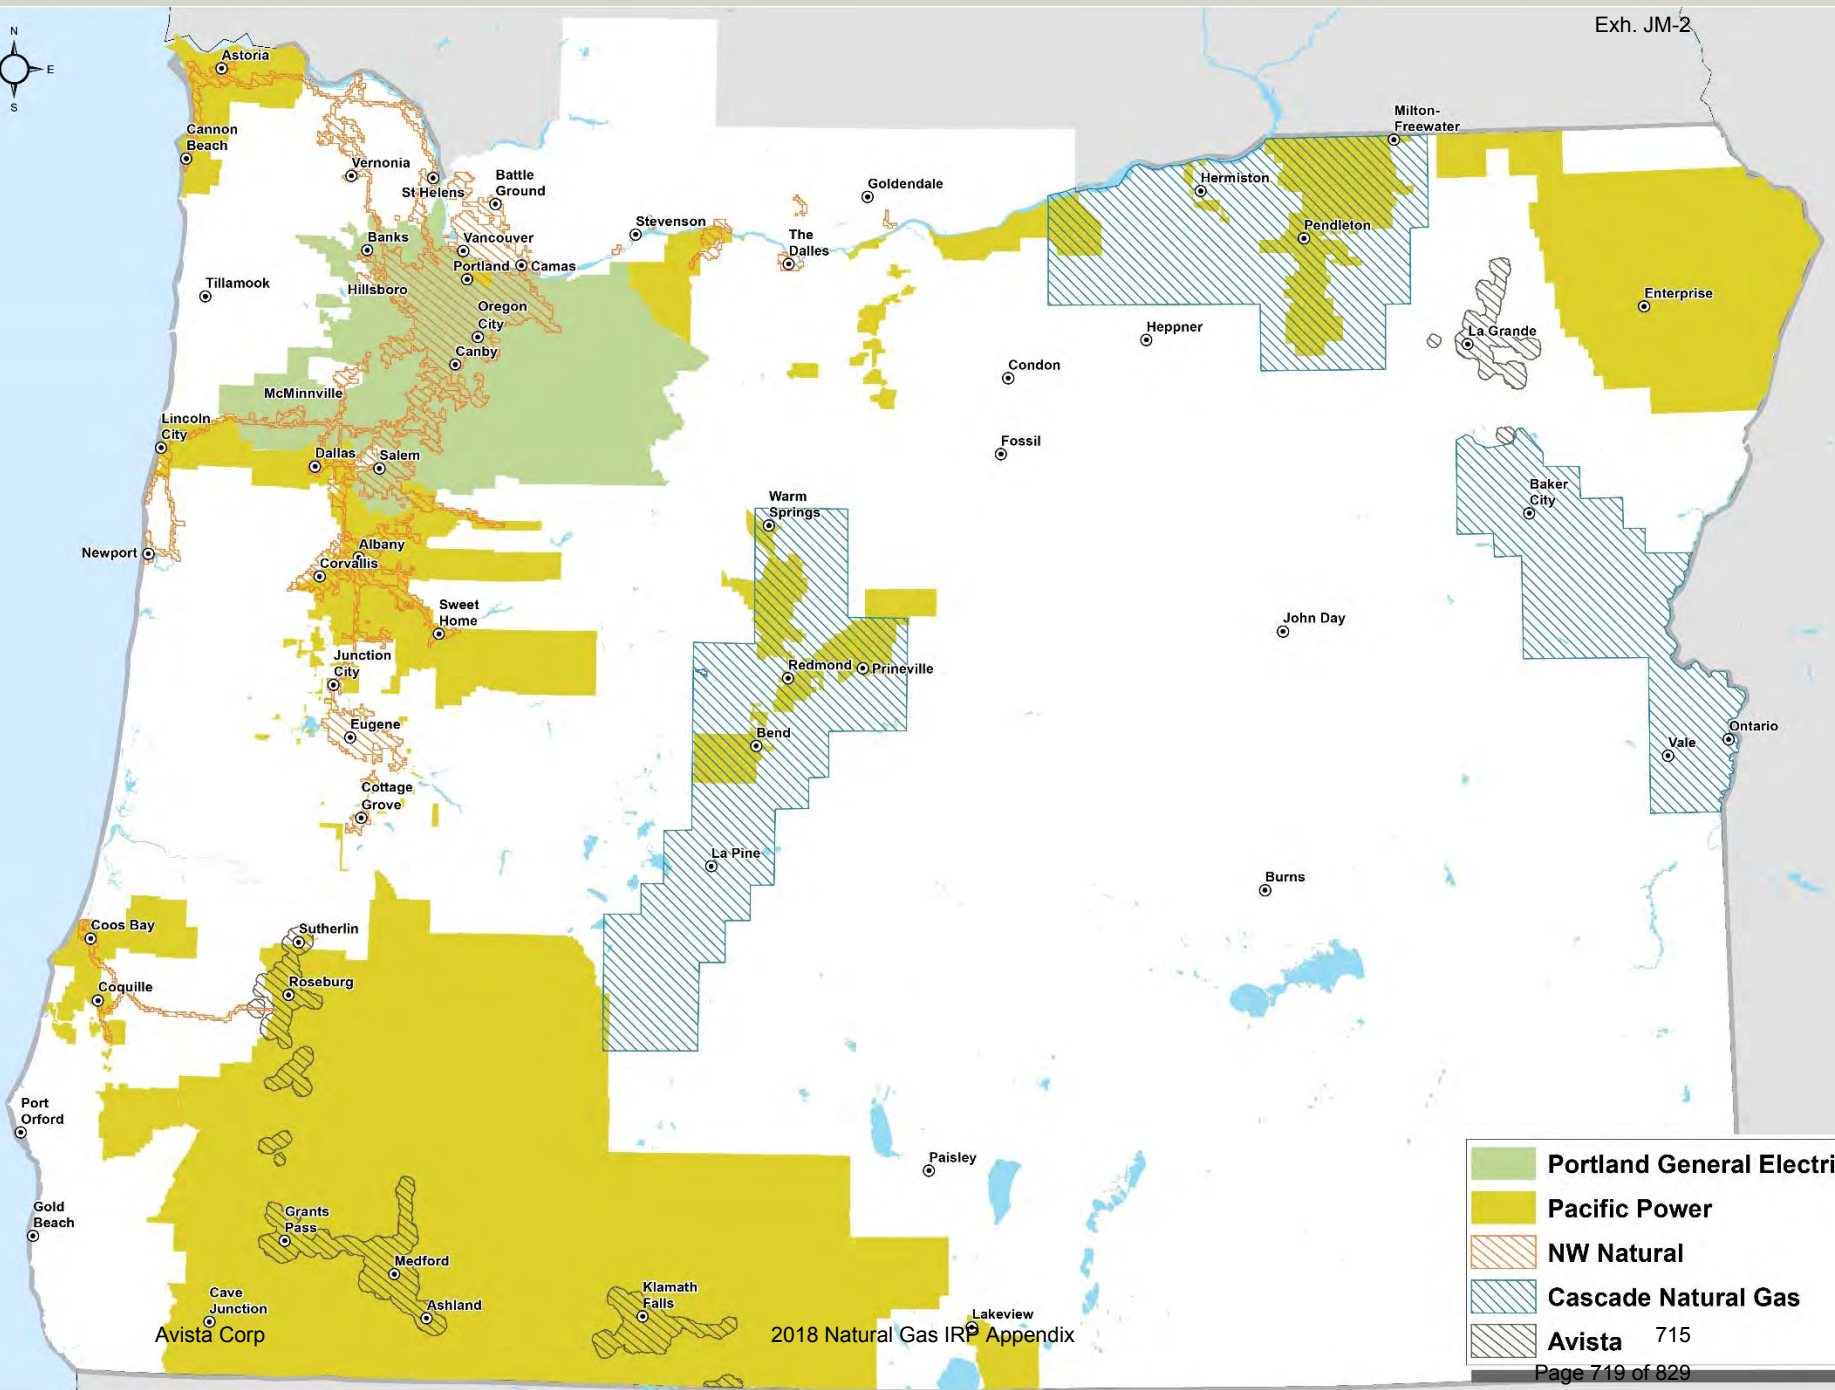 Exh. JM-2
N
E
S
Astoria
Cannon
Beach
Vernonia
St Helens
Battle
Ground
Goldendale
Milton-
Freewater
Hermiston
Pendleton
Stevenson
The
Dalles
Banks
Vancouver
Portland
Camas
Tillamook
Hillsboro
Oregon
City
Canby
Heppner
La Grande
Enterprise
Condon
McMinnville
Lincoln
City
Dallas
Salem
Fossil
Baker
City
Warm
Springs
Newport
Albany
Corvallis
Sweet
Home
John Day
Junction
City
Redmond
Prineville
Eugene
Bend
Vale
Ontario
Cottage
Grove
La Pine
Burns
Coos Bay
Sutherlin
Coquille
Roseburg
Port
Orford
Paisley
Gold
Beach
Grants
Pass
Medford
Cave
Junction
Ashland
Klamath
Falls
Lakeview
Portland General Electri
Pacific Power
NW Natural
Cascade Natural Gas
Avista
Avista Corp
2018 Natural Gas IRP Appendix
715
Page 719 of 829